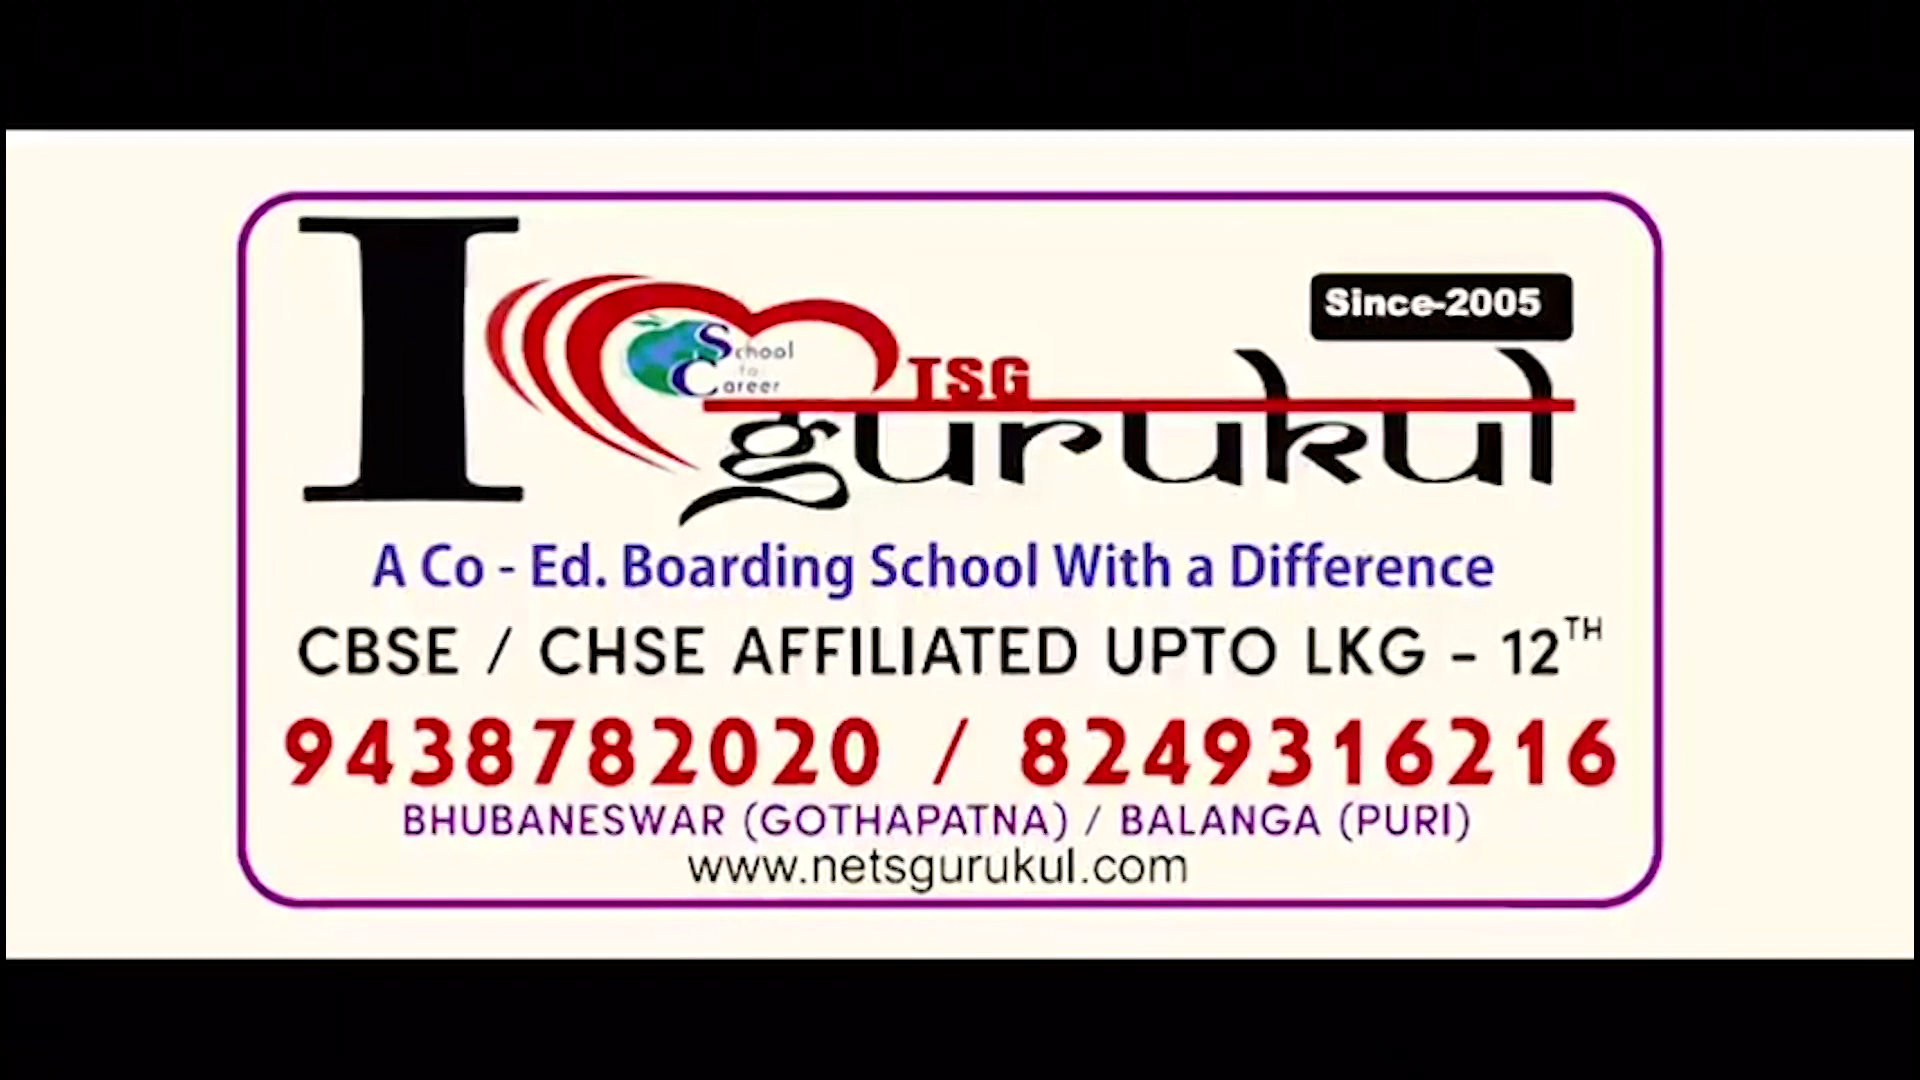 I
Since-2005
School
to
Career
TSG
gurukul
A Co - Ed. Boarding School With a Difference
CBSE / CHSE AFFILIATED UPTO LKG - 12TH
9438782020 / 8249316216
BHUBANESWAR (GOTHAPATNA) / BALANGA (PURI)
www.netsgurukul.com